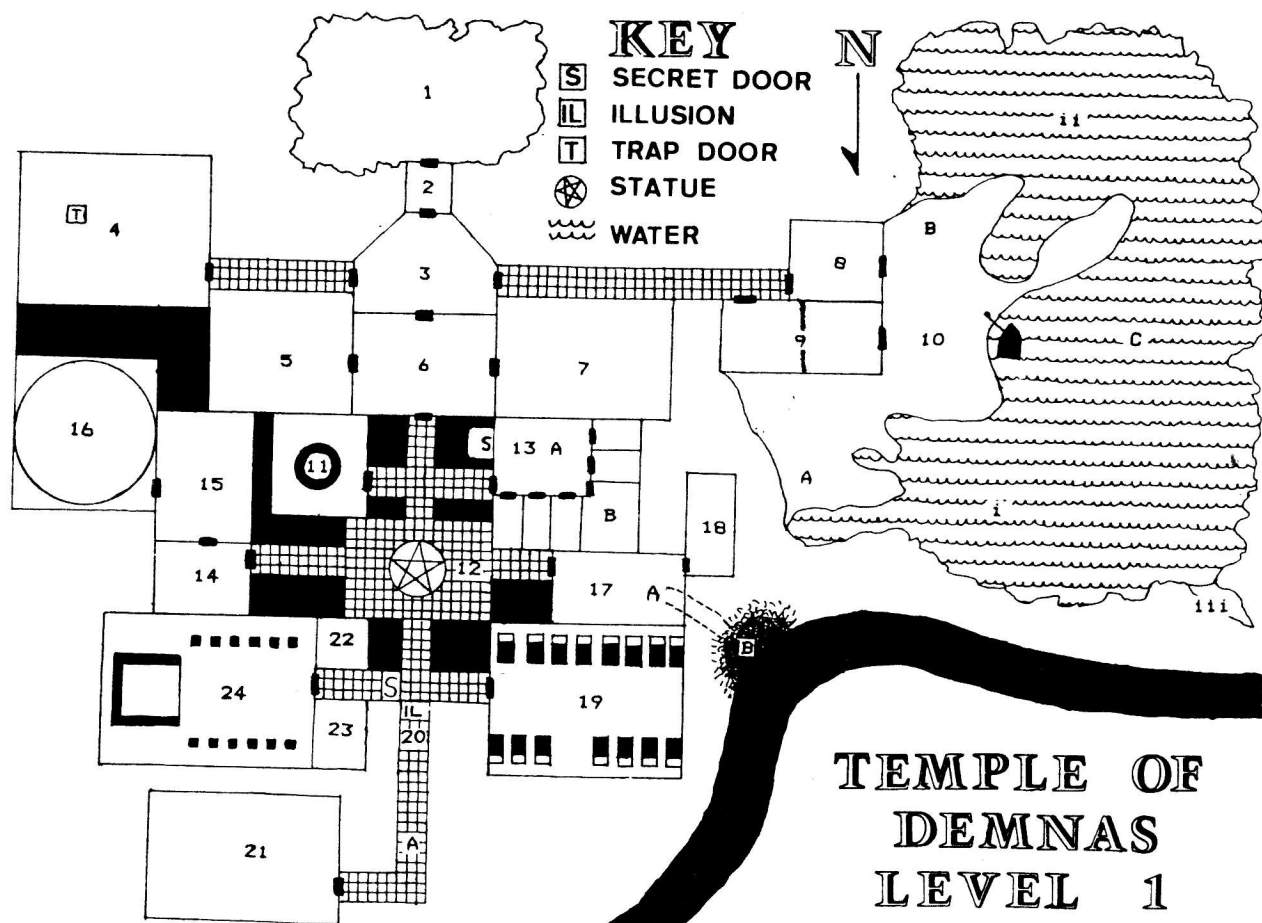 KEY
N
S SECRET DOOR
IL ILLUSION
T TRAP DOOR
STATUE
WATER
1
2
T
4
3
8
B
ii
5
6
7
9
10
C
16
15
11
S
13 A
A
i
B
18
14
12
17
A
iii
22
B
24
S
19
23
IL
20
A
21
TEMPLE OF
DEMNAS
LEVEL 1